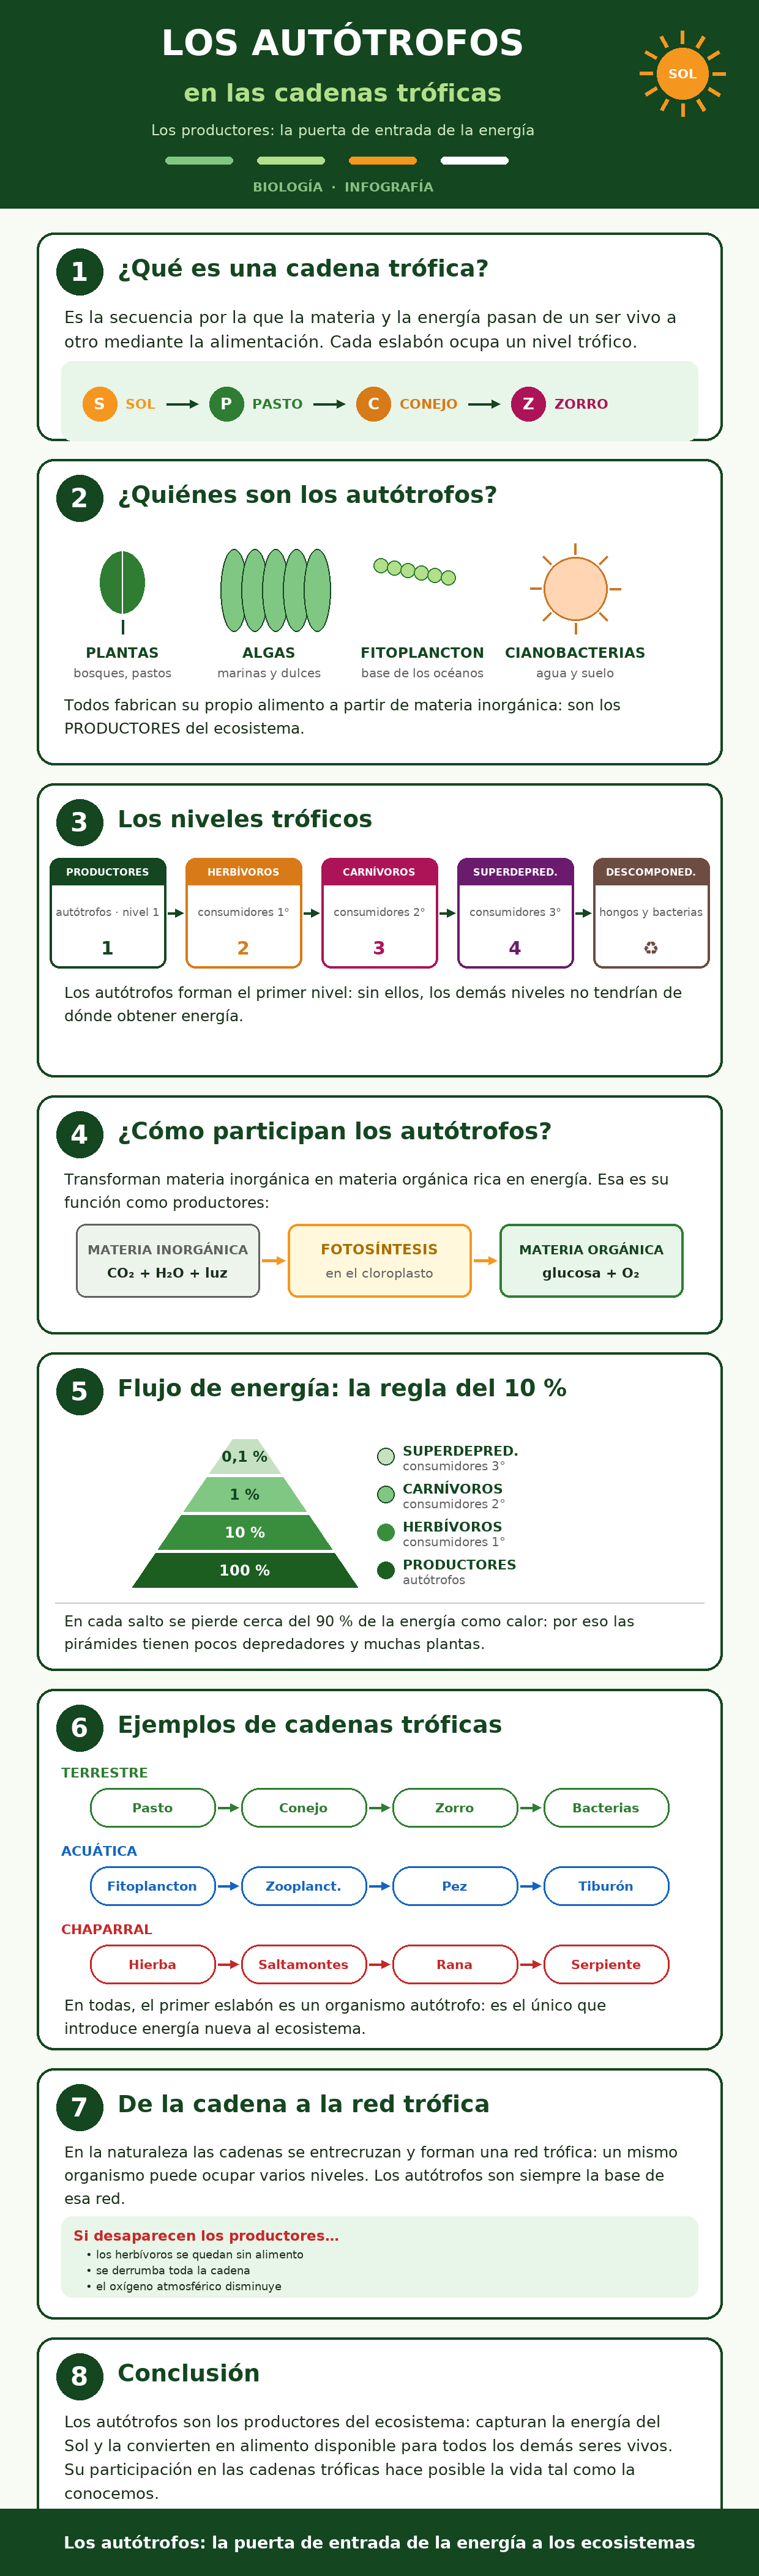 LOS AUTÓTROFOS
en las cadenas tróficas
Los productores: la puerta de entrada de la energía
BIOLOGÍA · INFOGRAFÍA
SOL
1 ¿Qué es una cadena trófica?
Es la secuencia por la que la materia y la energía pasan de un ser vivo a
otro mediante la alimentación. Cada eslabón ocupa un nivel trófico.
S SOL P PASTO C CONEJO Z ZORRO
2 ¿Quiénes son los autótrofos?
PLANTAS ALGAS FITOPLANCTON CIANOBACTERIAS
bosques, pastos marinas y dulces base de los océanos agua y suelo
Todos fabrican su propio alimento a partir de materia inorgánica: son los
PRODUCTORES del ecosistema.
3 Los niveles tróficos
PRODUCTORES HERBÍVOROS CARNÍVOROS SUPERDEPRED. DESCOMPONED.
autótrofos · nivel 1 consumidores 1° consumidores 2° consumidores 3° hongos y bacterias
1 2 3 4 ♻
Los autótrofos forman el primer nivel: sin ellos, los demás niveles no tendrían de
dónde obtener energía.
4 ¿Cómo participan los autótrofos?
Transforman materia inorgánica en materia orgánica rica en energía. Esa es su
función como productores:
MATERIA INORGÁNICA FOTOSÍNTESIS MATERIA ORGÁNICA
CO₂ + H₂O + luz en el cloroplasto glucosa + O₂
5 Flujo de energía: la regla del 10 %
0,1 % SUPERDEPRED.
consumidores 3°
1 % CARNÍVOROS
consumidores 2°
10 % HERBÍVOROS
consumidores 1°
100 % PRODUCTORES
autótrofos
En cada salto se pierde cerca del 90 % de la energía como calor: por eso las
pirámides tienen pocos depredadores y muchas plantas.
6 Ejemplos de cadenas tróficas
TERRESTRE
Pasto Conejo Zorro Bacterias
ACUÁTICA
Fitoplancton Zooplanct. Pez Tiburón
CHAPARRAL
Hierba Saltamontes Rana Serpiente
En todas, el primer eslabón es un organismo autótrofo: es el único que
introduce energía nueva al ecosistema.
7 De la cadena a la red trófica
En la naturaleza las cadenas se entrecruzan y forman una red trófica: un mismo
organismo puede ocupar varios niveles. Los autótrofos son siempre la base de
esa red.
Si desaparecen los productores…
• los herbívoros se quedan sin alimento
• se derrumba toda la cadena
• el oxígeno atmosférico disminuye
8 Conclusión
Los autótrofos son los productores del ecosistema: capturan la energía del
Sol y la convierten en alimento disponible para todos los demás seres vivos.
Su participación en las cadenas tróficas hace posible la vida tal como la
conocemos.
Los autótrofos: la puerta de entrada de la energía a los ecosistemas